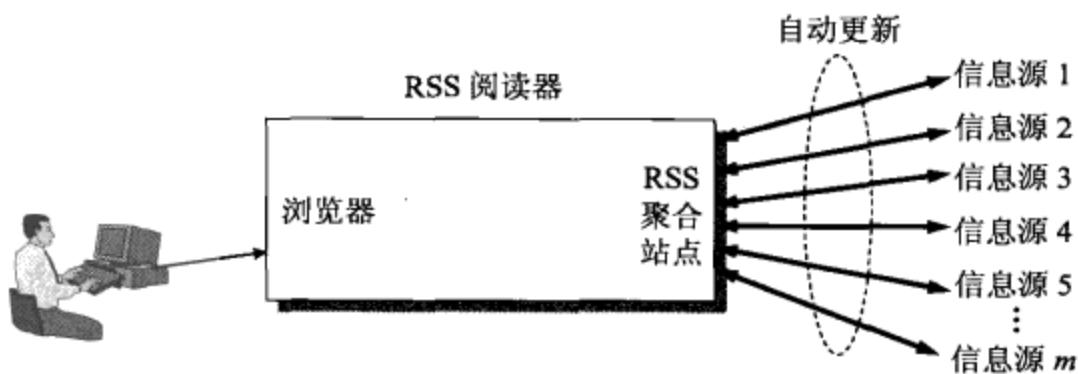 自动更新
RSS 阅读器
浏览器
RSS
聚合
站点
信息源 1
信息源 2
信息源 3
信息源 4
信息源 5
⋮
信息源 m